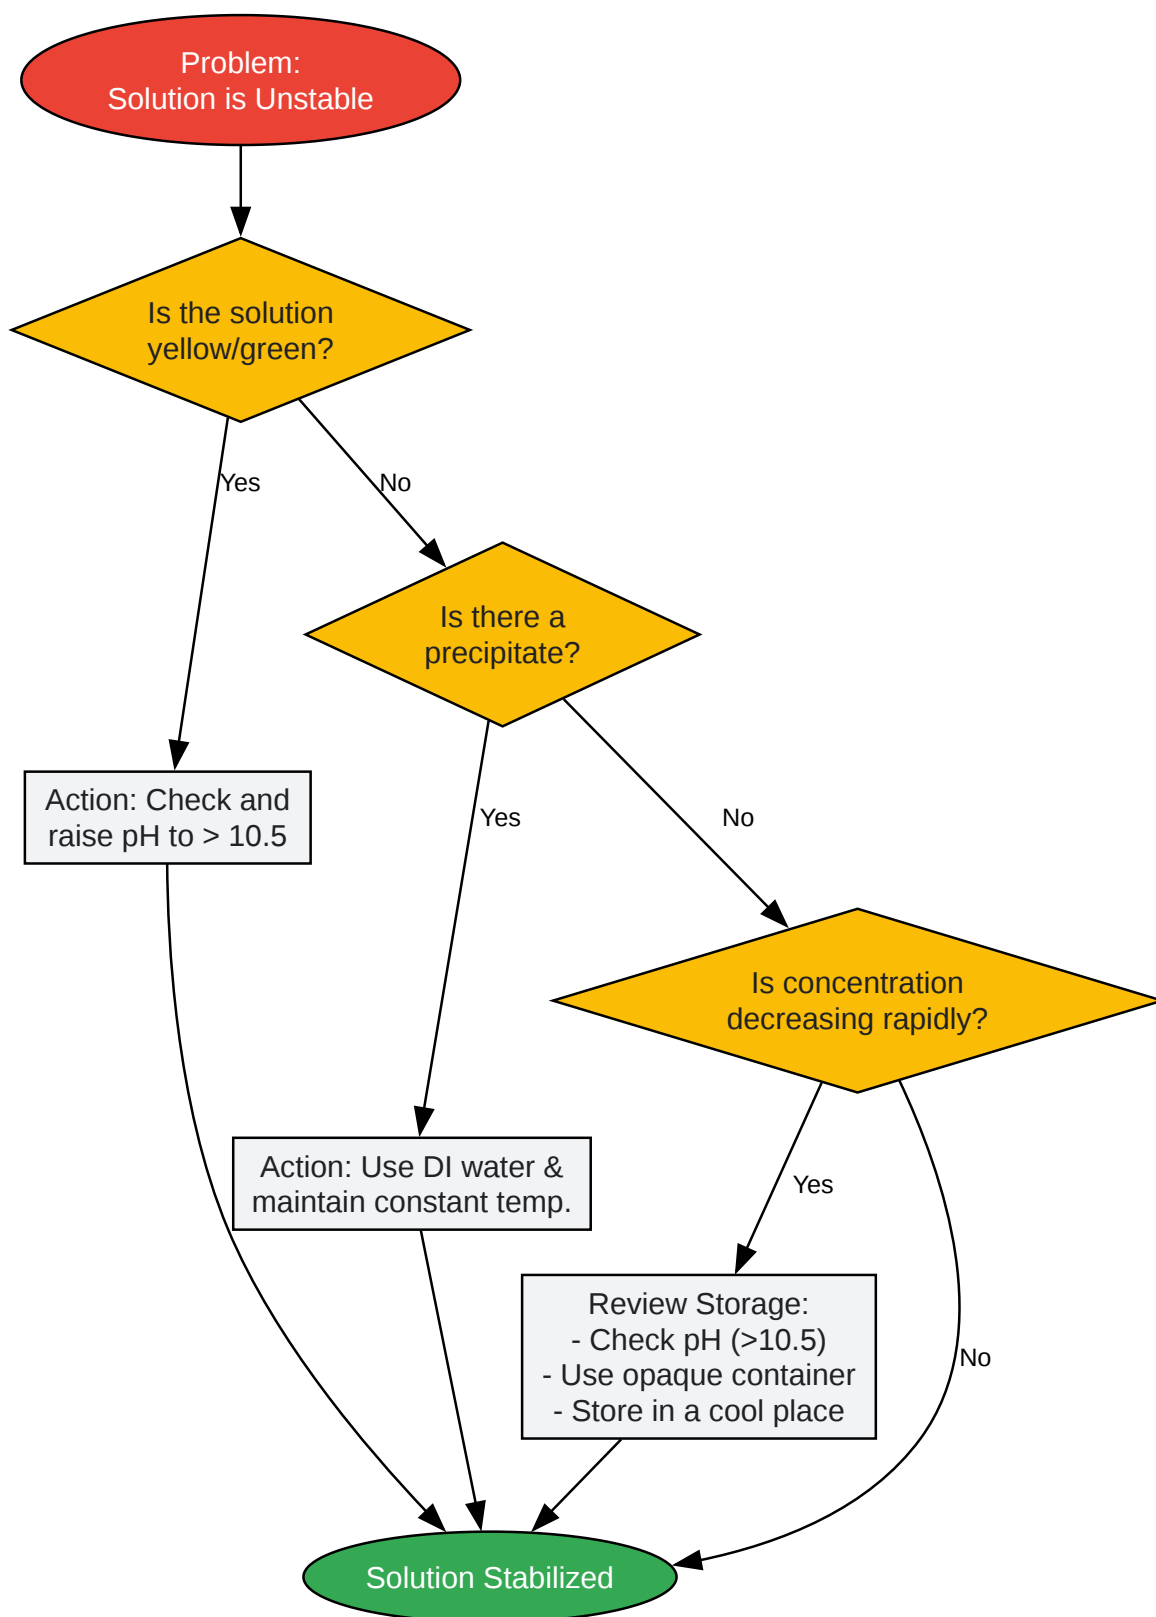 Problem:
Solution is Unstable
Is the solution
yellow/green?
Yes
No
Is there a
precipitate?
Action: Check and
raise pH to > 10.5
Yes
No
Is concentration
decreasing rapidly?
Action: Use DI water &
maintain constant temp.
Yes
Review Storage:
- Check pH (>10.5)
- Use opaque container
- Store in a cool place
No
Solution Stabilized